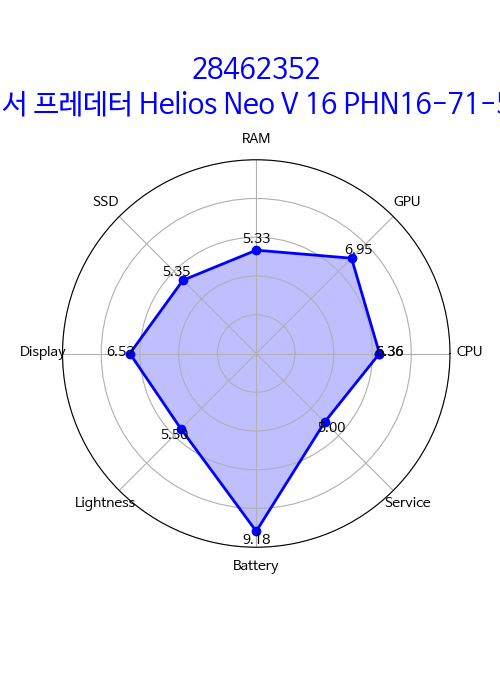 28462352
서 프레데터 Helios Neo V 16 PHN16-71-5
RAM
SSD
GPU
5.33
6.95
5.35
Display
6.53
6.36
CPU
5.50
5.00
Lightness
Service
9.18
Battery